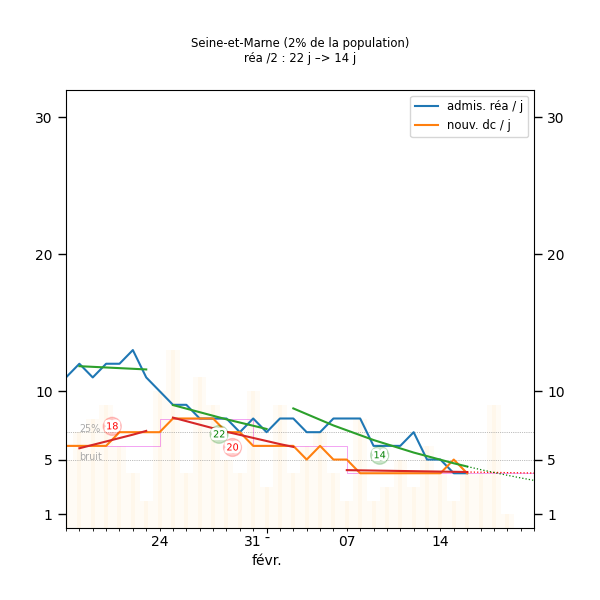 Seine-et-Marne (2% de la population)
réa /2 : 22 j –> 14 j
admis. réa / j
nouv. dc / j
30 30
20 20
10 10
25% 18
22
20
14
5 bruit 5
1 1
24 31 - 07 14
févr.